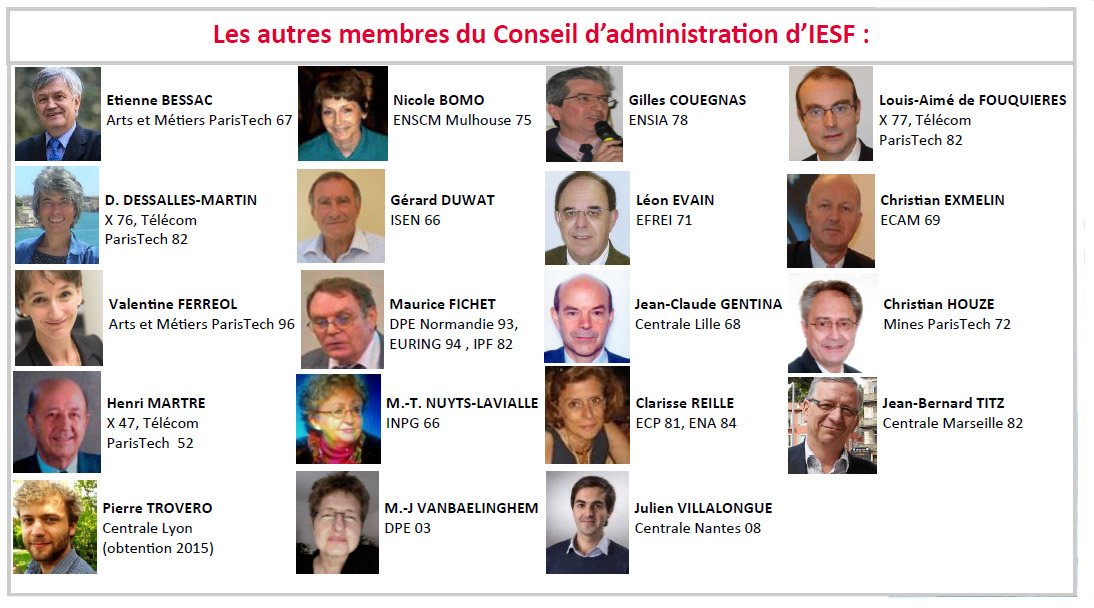 Les autres membres du Conseil d’administration d’IESF :
Etienne BESSAC
Arts et Métiers ParisTech 67
Nicole BOMO
ENSCM Mulhouse 75
Gilles COUEGNAS
ENSIA 78
Louis-Aimé de FOUQUIERES
X 77, Télécom
ParisTech 82
D. DESSALLES-MARTIN
X 76, Télécom
ParisTech 82
Gérard DUWAT
ISEN 66
Léon EVAIN
EFREI 71
Christian EXMELIN
ECAM 69
Valentine FERREOL
Arts et Métiers ParisTech 96
Maurice FICHET
DPE Normandie 93,
EURING 94 , IPF 82
Jean-Claude GENTINA
Centrale Lille 68
Christian HOUZE
Mines ParisTech 72
Henri MARTRE
X 47, Télécom
ParisTech 52
M.-T. NUYTS-LAVIALLE
INPG 66
Clarisse REILLE
ECP 81, ENA 84
Jean-Bernard TITZ
Centrale Marseille 82
Pierre TROVERO
Centrale Lyon
(obtention 2015)
M.-J VANBAELINGHEM
DPE 03
Julien VILLALONGUE
Centrale Nantes 08